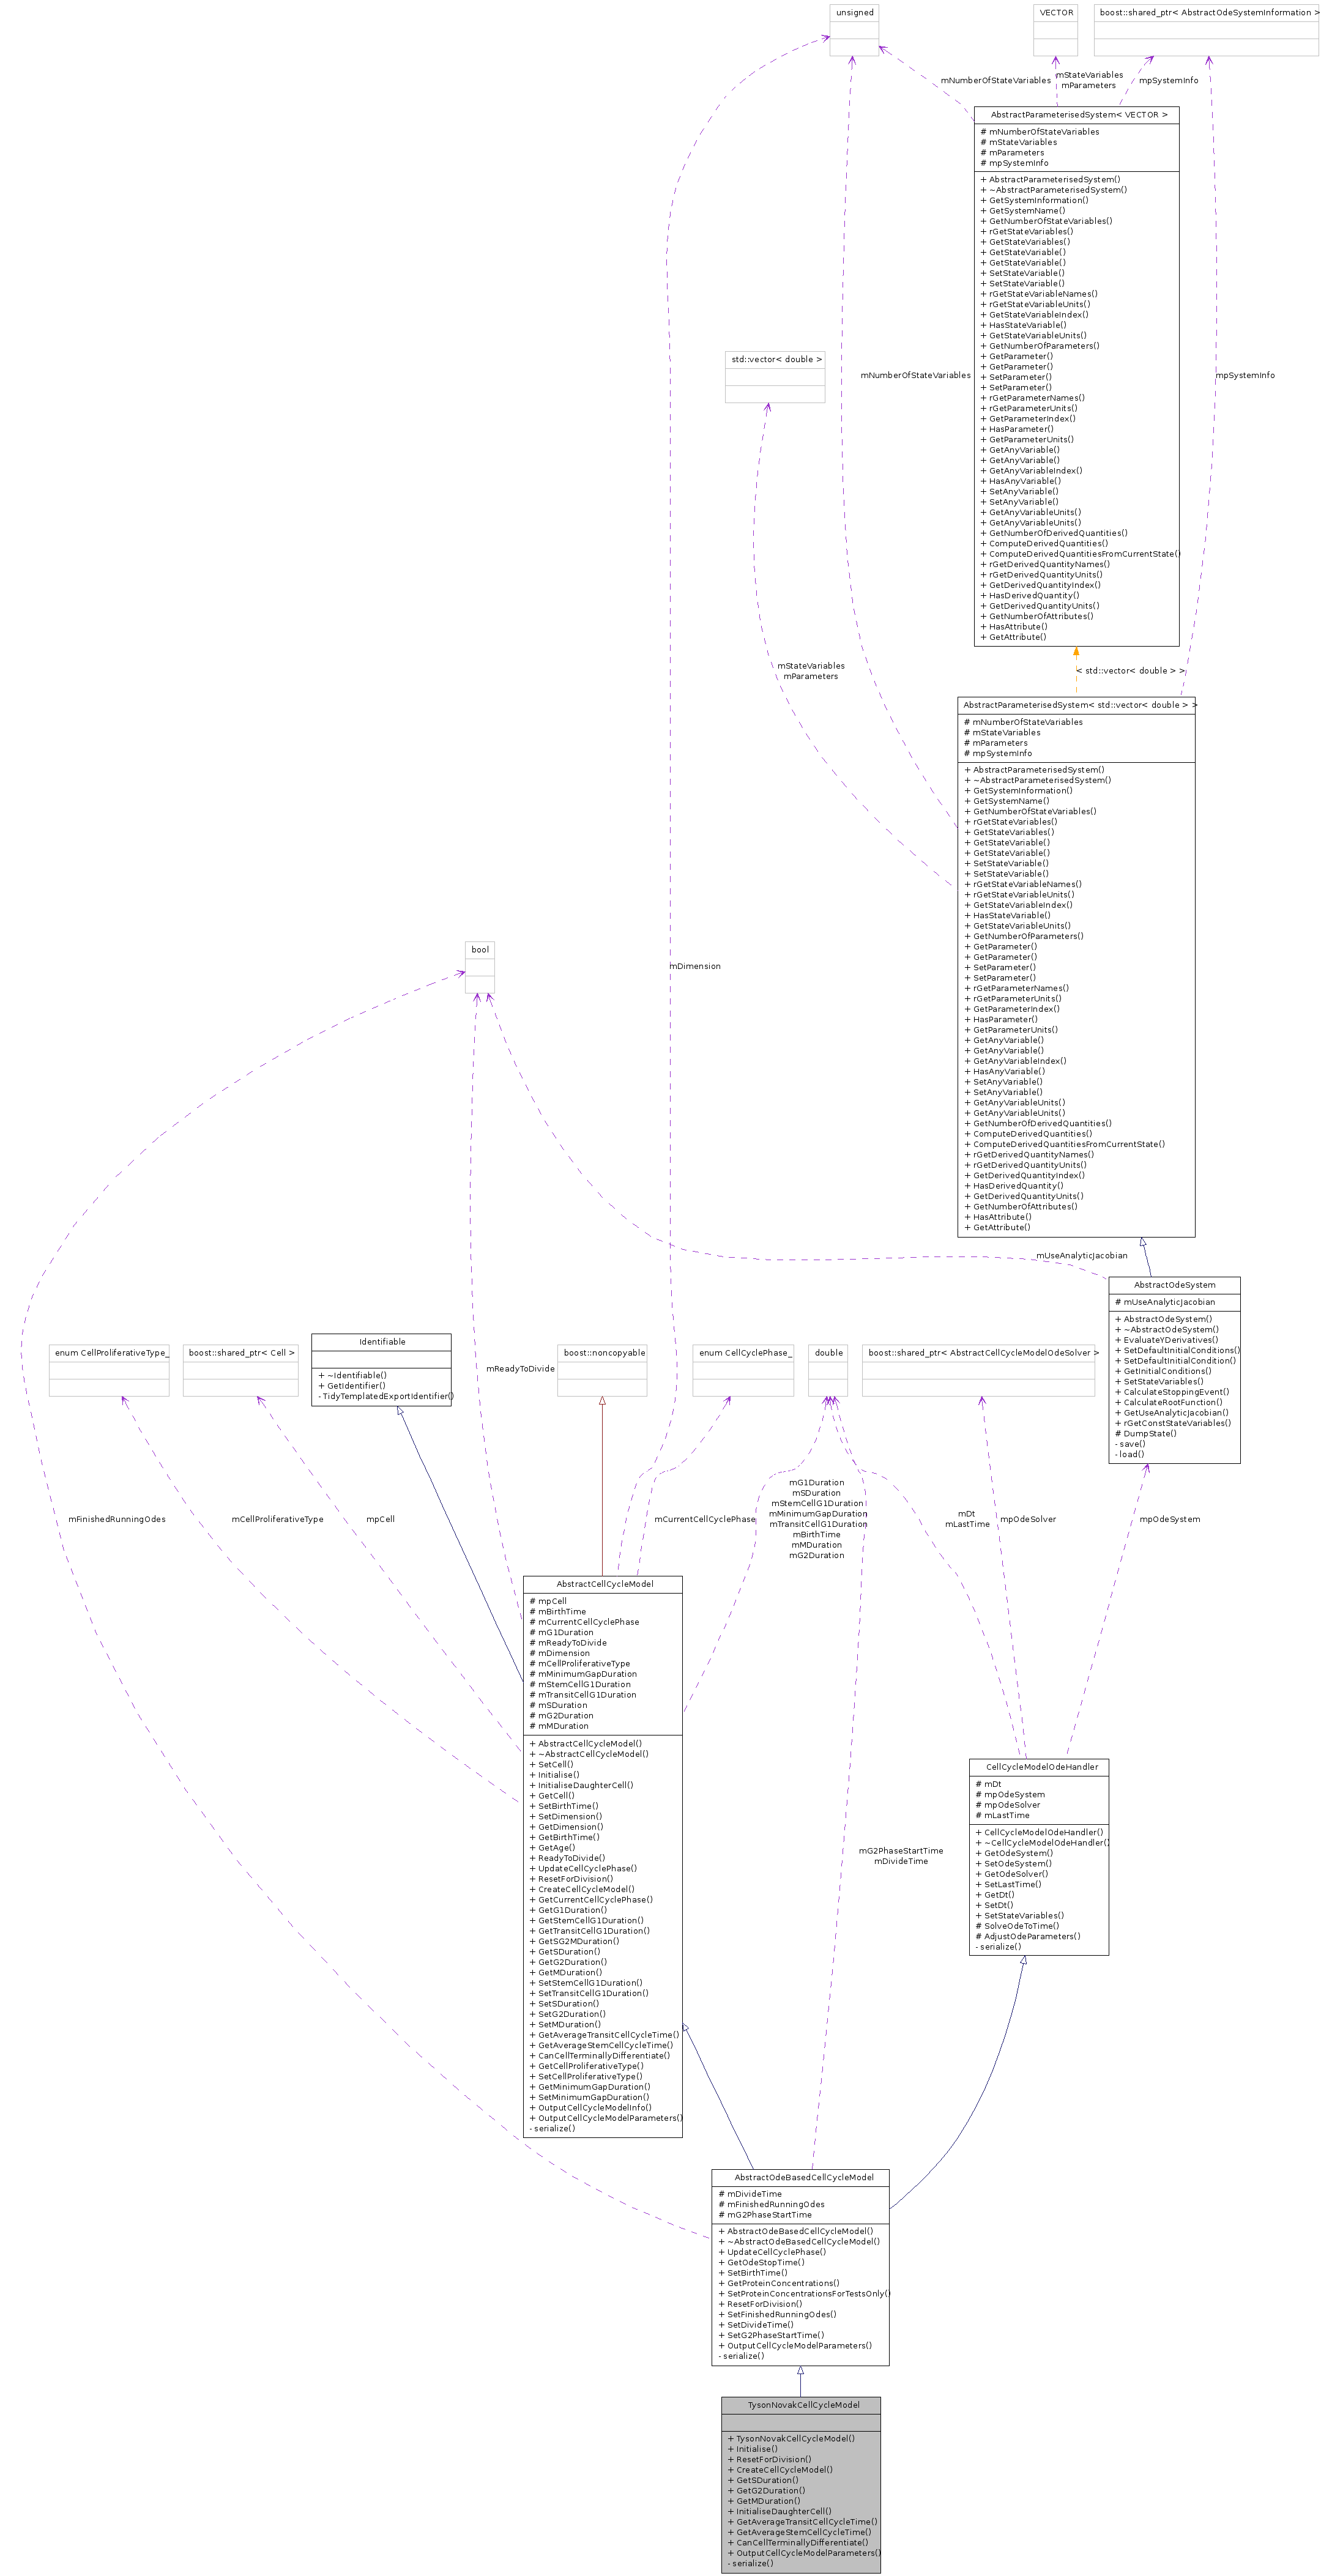 unsigned
VECTOR
boost::shared_ptr< AbstractOdeSystemInformation >
mNumberOfStateVariables
mStateVariables
mParameters
mpSystemInfo
AbstractParameterisedSystem< VECTOR >
# mNumberOfStateVariables
# mStateVariables
# mParameters
# mpSystemInfo
+ AbstractParameterisedSystem()
+ ~AbstractParameterisedSystem()
+ GetSystemInformation()
+ GetSystemName()
+ GetNumberOfStateVariables()
+ rGetStateVariables()
+ GetStateVariables()
+ GetStateVariable()
+ GetStateVariable()
+ SetStateVariable()
+ SetStateVariable()
+ rGetStateVariableNames()
+ rGetStateVariableUnits()
+ GetStateVariableIndex()
+ HasStateVariable()
+ GetStateVariableUnits()
+ GetNumberOfParameters()
+ GetParameter()
+ GetParameter()
+ SetParameter()
+ SetParameter()
+ rGetParameterNames()
+ rGetParameterUnits()
+ GetParameterIndex()
+ HasParameter()
+ GetParameterUnits()
+ GetAnyVariable()
+ GetAnyVariable()
+ GetAnyVariableIndex()
+ HasAnyVariable()
+ SetAnyVariable()
+ SetAnyVariable()
+ GetAnyVariableUnits()
+ GetAnyVariableUnits()
+ GetNumberOfDerivedQuantities()
+ ComputeDerivedQuantities()
+ ComputeDerivedQuantitiesFromCurrentState()
+ rGetDerivedQuantityNames()
+ rGetDerivedQuantityUnits()
+ GetDerivedQuantityIndex()
+ HasDerivedQuantity()
+ GetDerivedQuantityUnits()
+ GetNumberOfAttributes()
+ HasAttribute()
+ GetAttribute()
std::vector< double >
mNumberOfStateVariables
mpSystemInfo
mStateVariables
mParameters
< std::vector< double > >
AbstractParameterisedSystem< std::vector< double > >
# mNumberOfStateVariables
# mStateVariables
# mParameters
# mpSystemInfo
+ AbstractParameterisedSystem()
+ ~AbstractParameterisedSystem()
+ GetSystemInformation()
+ GetSystemName()
+ GetNumberOfStateVariables()
+ rGetStateVariables()
+ GetStateVariables()
+ GetStateVariable()
+ GetStateVariable()
+ SetStateVariable()
+ SetStateVariable()
+ rGetStateVariableNames()
+ rGetStateVariableUnits()
+ GetStateVariableIndex()
+ HasStateVariable()
+ GetStateVariableUnits()
+ GetNumberOfParameters()
+ GetParameter()
+ GetParameter()
+ SetParameter()
+ SetParameter()
+ rGetParameterNames()
+ rGetParameterUnits()
+ GetParameterIndex()
+ HasParameter()
+ GetParameterUnits()
+ GetAnyVariable()
+ GetAnyVariable()
+ GetAnyVariableIndex()
+ HasAnyVariable()
+ SetAnyVariable()
+ SetAnyVariable()
+ GetAnyVariableUnits()
+ GetAnyVariableUnits()
+ GetNumberOfDerivedQuantities()
+ ComputeDerivedQuantities()
+ ComputeDerivedQuantitiesFromCurrentState()
+ rGetDerivedQuantityNames()
+ rGetDerivedQuantityUnits()
+ GetDerivedQuantityIndex()
+ HasDerivedQuantity()
+ GetDerivedQuantityUnits()
+ GetNumberOfAttributes()
+ HasAttribute()
+ GetAttribute()
bool
mDimension
mUseAnalyticJacobian
AbstractOdeSystem
# mUseAnalyticJacobian
+ AbstractOdeSystem()
+ ~AbstractOdeSystem()
+ EvaluateYDerivatives()
+ SetDefaultInitialConditions()
+ SetDefaultInitialCondition()
+ GetInitialConditions()
+ SetStateVariables()
+ CalculateStoppingEvent()
+ CalculateRootFunction()
+ GetUseAnalyticJacobian()
+ rGetConstStateVariables()
# DumpState()
- save()
- load()
enum CellProliferativeType_
boost::shared_ptr< Cell >
Identifiable
+ ~Identifiable()
+ GetIdentifier()
- TidyTemplatedExportIdentifier()
mReadyToDivide
boost::noncopyable
enum CellCyclePhase_
double
boost::shared_ptr< AbstractCellCycleModelOdeSolver >
mFinishedRunningOdes
mCellProliferativeType
mpCell
mCurrentCellCyclePhase
mG1Duration
mSDuration
mStemCellG1Duration
mMinimumGapDuration
mTransitCellG1Duration
mBirthTime
mMDuration
mG2Duration
mDt
mLastTime
mpOdeSolver
mpOdeSystem
AbstractCellCycleModel
# mpCell
# mBirthTime
# mCurrentCellCyclePhase
# mG1Duration
# mReadyToDivide
# mDimension
# mCellProliferativeType
# mMinimumGapDuration
# mStemCellG1Duration
# mTransitCellG1Duration
# mSDuration
# mG2Duration
# mMDuration
+ AbstractCellCycleModel()
+ ~AbstractCellCycleModel()
+ SetCell()
+ Initialise()
+ InitialiseDaughterCell()
+ GetCell()
+ SetBirthTime()
+ SetDimension()
+ GetDimension()
+ GetBirthTime()
+ GetAge()
+ ReadyToDivide()
+ UpdateCellCyclePhase()
+ ResetForDivision()
+ CreateCellCycleModel()
+ GetCurrentCellCyclePhase()
+ GetG1Duration()
+ GetStemCellG1Duration()
+ GetTransitCellG1Duration()
+ GetSG2MDuration()
+ GetSDuration()
+ GetG2Duration()
+ GetMDuration()
+ SetStemCellG1Duration()
+ SetTransitCellG1Duration()
+ SetSDuration()
+ SetG2Duration()
+ SetMDuration()
+ GetAverageTransitCellCycleTime()
+ GetAverageStemCellCycleTime()
+ CanCellTerminallyDifferentiate()
+ GetCellProliferativeType()
+ SetCellProliferativeType()
+ GetMinimumGapDuration()
+ SetMinimumGapDuration()
+ OutputCellCycleModelInfo()
+ OutputCellCycleModelParameters()
- serialize()
CellCycleModelOdeHandler
# mDt
# mpOdeSystem
# mpOdeSolver
# mLastTime
+ CellCycleModelOdeHandler()
+ ~CellCycleModelOdeHandler()
+ GetOdeSystem()
+ SetOdeSystem()
+ GetOdeSolver()
+ SetLastTime()
+ GetDt()
+ SetDt()
+ SetStateVariables()
# SolveOdeToTime()
# AdjustOdeParameters()
- serialize()
mG2PhaseStartTime
mDivideTime
AbstractOdeBasedCellCycleModel
# mDivideTime
# mFinishedRunningOdes
# mG2PhaseStartTime
+ AbstractOdeBasedCellCycleModel()
+ ~AbstractOdeBasedCellCycleModel()
+ UpdateCellCyclePhase()
+ GetOdeStopTime()
+ SetBirthTime()
+ GetProteinConcentrations()
+ SetProteinConcentrationsForTestsOnly()
+ ResetForDivision()
+ SetFinishedRunningOdes()
+ SetDivideTime()
+ SetG2PhaseStartTime()
+ OutputCellCycleModelParameters()
- serialize()
TysonNovakCellCycleModel
+ TysonNovakCellCycleModel()
+ Initialise()
+ ResetForDivision()
+ CreateCellCycleModel()
+ GetSDuration()
+ GetG2Duration()
+ GetMDuration()
+ InitialiseDaughterCell()
+ GetAverageTransitCellCycleTime()
+ GetAverageStemCellCycleTime()
+ CanCellTerminallyDifferentiate()
+ OutputCellCycleModelParameters()
- serialize()